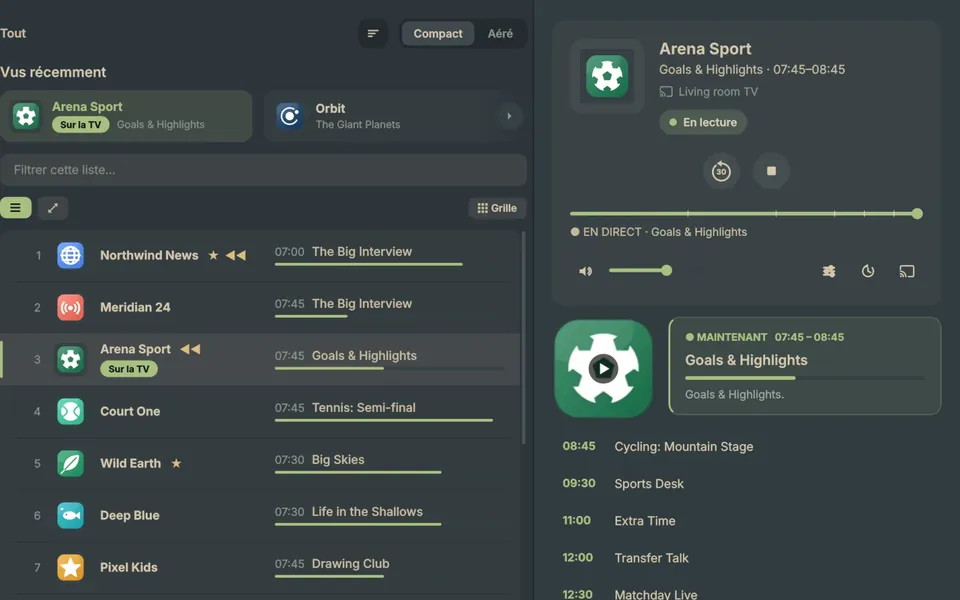 Tout
Compact
Aéré
Vus récemment
Arena Sport
Sur la TV Goals & Highlights
Orbit
The Giant Planets
Filtrer cette liste...
Grille
1 Northwind News 07:00 The Big Interview
2 Meridian 24 07:45 The Big Interview
3 Arena Sport 07:45 Goals & Highlights
Sur la TV
4 Court One 07:45 Tennis: Semi-final
5 Wild Earth 07:30 Big Skies
6 Deep Blue 07:30 Life in the Shallows
7 Pixel Kids 07:45 Drawing Club
Arena Sport
Goals & Highlights · 07:45–08:45
Living room TV
En lecture
30
EN DIRECT · Goals & Highlights
MAINTENANT 07:45 – 08:45
Goals & Highlights
Goals & Highlights.
08:45 Cycling: Mountain Stage
09:30 Sports Desk
11:00 Extra Time
12:00 Transfer Talk
12:30 Matchday Live